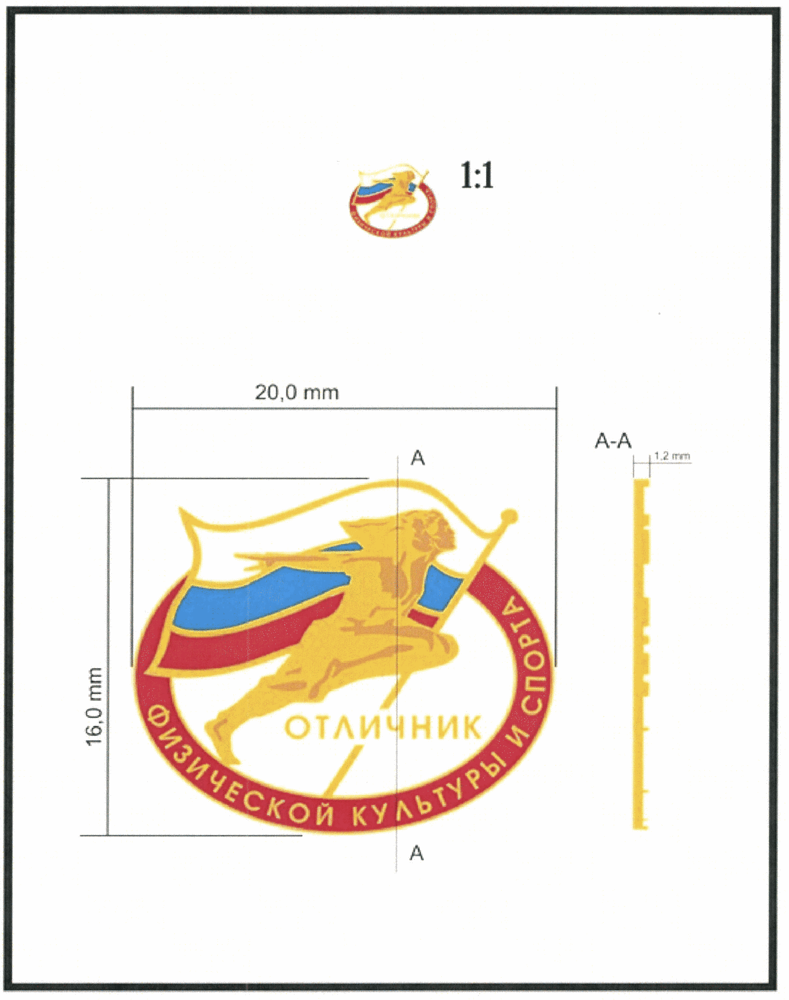 1:1
20,0 mm
A-A
1,2 mm
A
16,0 mm
ОТЛИЧНИК
ФИЗИЧЕСКОЙ КУЛЬТУРЫ И СПОРТА
A